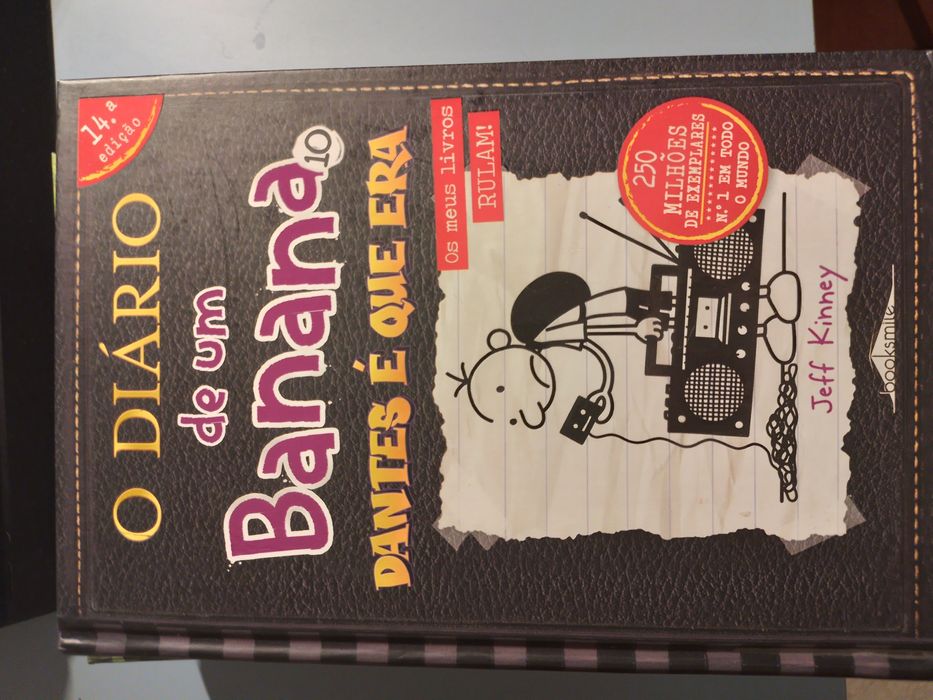 14.ª
edição
O DIÁRIO
de um
Banana
10
DANTES É QUE ERA
Os meus livros
RULAM!
250
MILHÕES
DE EXEMPLARES
N.º 1 EM TODO
O MUNDO
Jeff Kinney
booksmile